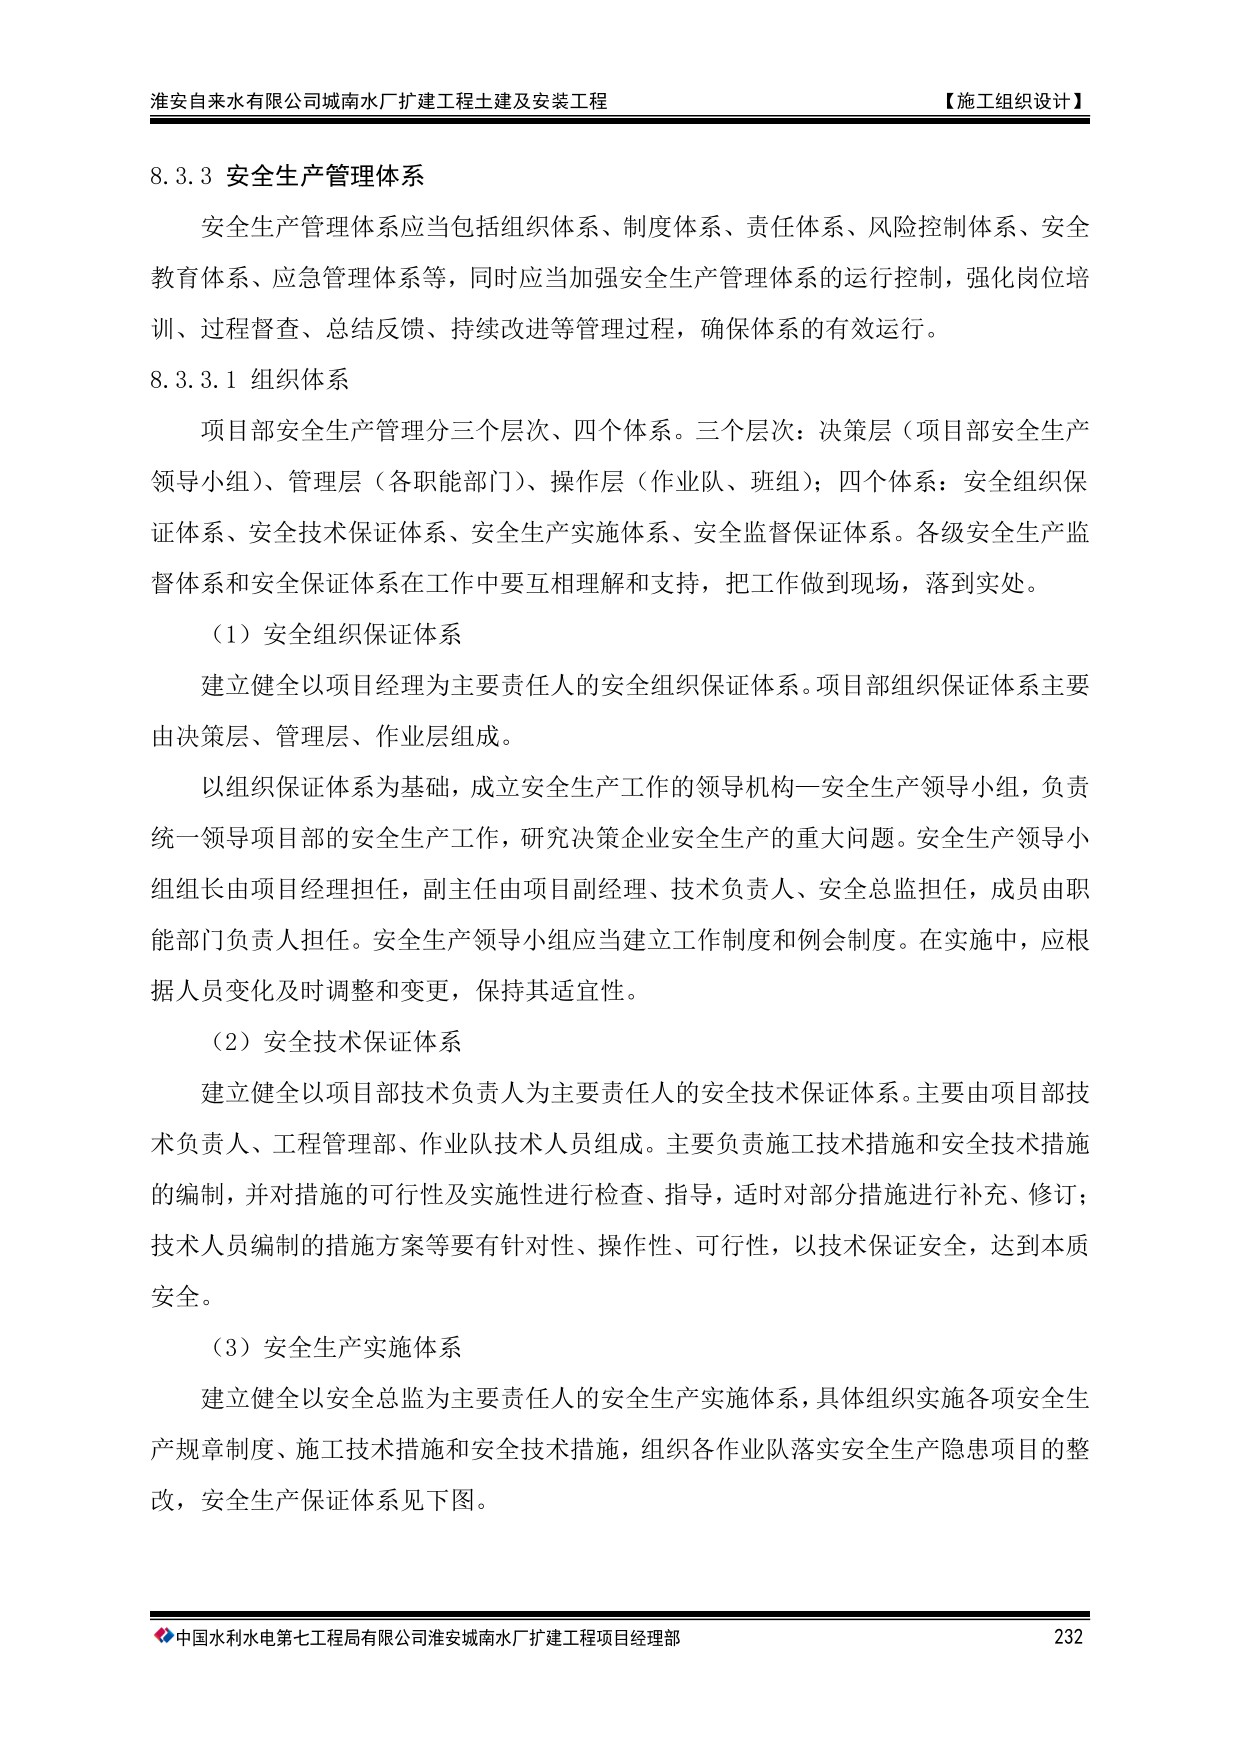 淮安自来水有限公司城南水厂扩建工程土建及安装工程 【施工组织设计】
8.3.3 安全生产管理体系
安全生产管理体系应当包括组织体系、制度体系、责任体系、风险控制体系、安全
教育体系、应急管理体系等，同时应当加强安全生产管理体系的运行控制，强化岗位培
训、过程督查、总结反馈、持续改进等管理过程，确保体系的有效运行。
8.3.3.1 组织体系
项目部安全生产管理分三个层次、四个体系。三个层次：决策层（项目部安全生产
领导小组）、管理层（各职能部门）、操作层（作业队、班组）；四个体系：安全组织保
证体系、安全技术保证体系、安全生产实施体系、安全监督保证体系。各级安全生产监
督体系和安全保证体系在工作中要互相理解和支持，把工作做到现场，落到实处。
（1）安全组织保证体系
建立健全以项目经理为主要责任人的安全组织保证体系。项目部组织保证体系主要
由决策层、管理层、作业层组成。
以组织保证体系为基础，成立安全生产工作的领导机构—安全生产领导小组，负责
统一领导项目部的安全生产工作，研究决策企业安全生产的重大问题。安全生产领导小
组组长由项目经理担任，副主任由项目副经理、技术负责人、安全总监担任，成员由职
能部门负责人担任。安全生产领导小组应当建立工作制度和例会制度。在实施中，应根
据人员变化及时调整和变更，保持其适宜性。
（2）安全技术保证体系
建立健全以项目部技术负责人为主要责任人的安全技术保证体系。主要由项目部技
术负责人、工程管理部、作业队技术人员组成。主要负责施工技术措施和安全技术措施
的编制，并对措施的可行性及实施性进行检查、指导，适时对部分措施进行补充、修订；
技术人员编制的措施方案等要有针对性、操作性、可行性，以技术保证安全，达到本质
安全。
（3）安全生产实施体系
建立健全以安全总监为主要责任人的安全生产实施体系，具体组织实施各项安全生
产规章制度、施工技术措施和安全技术措施，组织各作业队落实安全生产隐患项目的整
改，安全生产保证体系见下图。
中国水利水电第七工程局有限公司淮安城南水厂扩建工程项目经理部 232